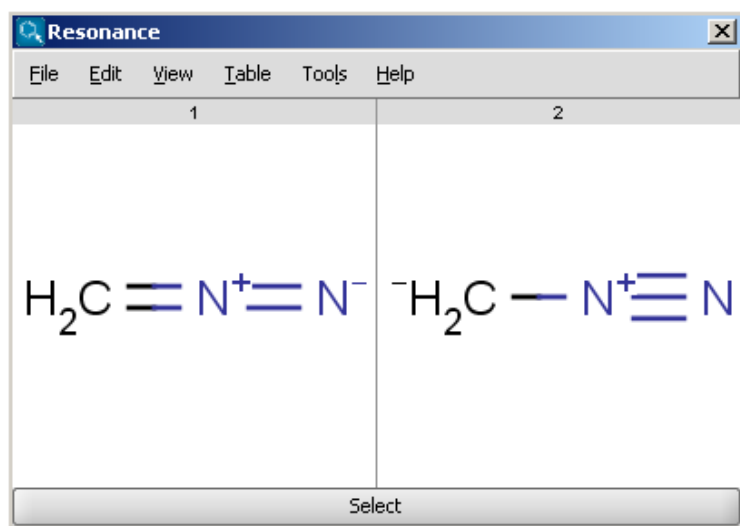 Resonance
File Edit View Table Tools Help
1 2
H₂C=N⁺=N⁻ ⁻H₂C-N⁺≡N
Select